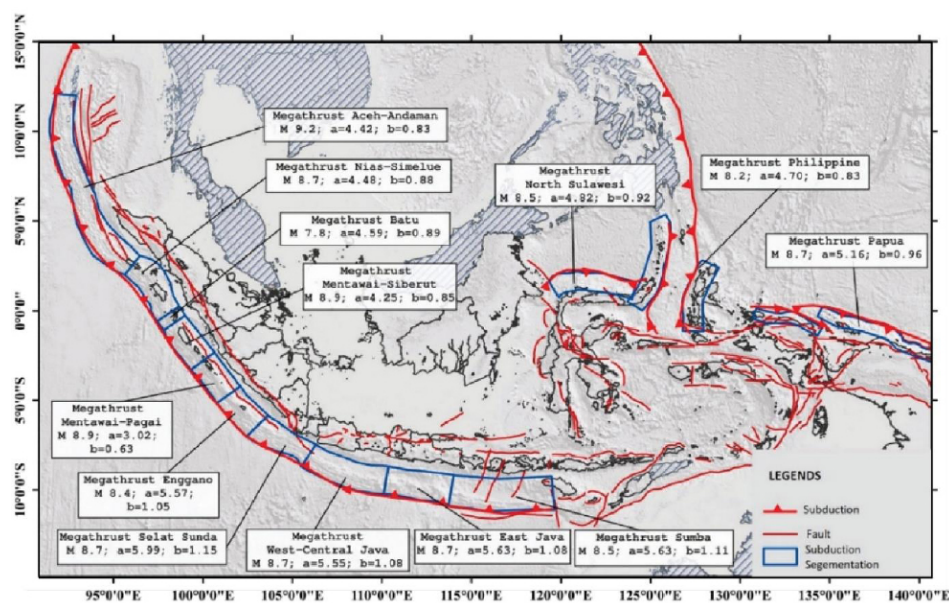 15°0'0"N
10°0'0"N
5°0'0"N
0°0'0"
5°0'0"S
10°0'0"S
Megathrust Aceh-Andaman
M 9.2; a=4.42; b=0.83
Megathrust Nias-Simelue
M 8.7; a=4.48; b=0.88
Megathrust Batu
M 7.8; a=4.59; b=0.89
Megathrust
Mentawai-Siberut
M 8.9; a=4.25; b=0.85
Megathrust
North Sulawesi
M 8.5; a=4.82; b=0.92
Megathrust Philippine
M 8.2; a=4.70; b=0.83
Megathrust Papua
M 8.7; a=5.16; b=0.96
Megathrust
Mentawai-Pagai
M 8.9; a=3.02;
b=0.63
Megathrust Enggano
M 8.4; a=5.57;
b=1.05
Megathrust Selat Sunda
M 8.7; a=5.99; b=1.15
Megathrust
West-Central Java
M 8.7; a=5.55; b=1.08
Megathrust East Java
M 8.7; a=5.63; b=1.08
Megathrust Sumba
M 8.5; a=5.63; b=1.11
LEGENDS
Subduction
Fault
Subduction
Segementation
95°0'0"E
100°0'0"E
105°0'0"E
110°0'0"E
115°0'0"E
120°0'0"E
125°0'0"E
130°0'0"E
135°0'0"E
140°0'0"E